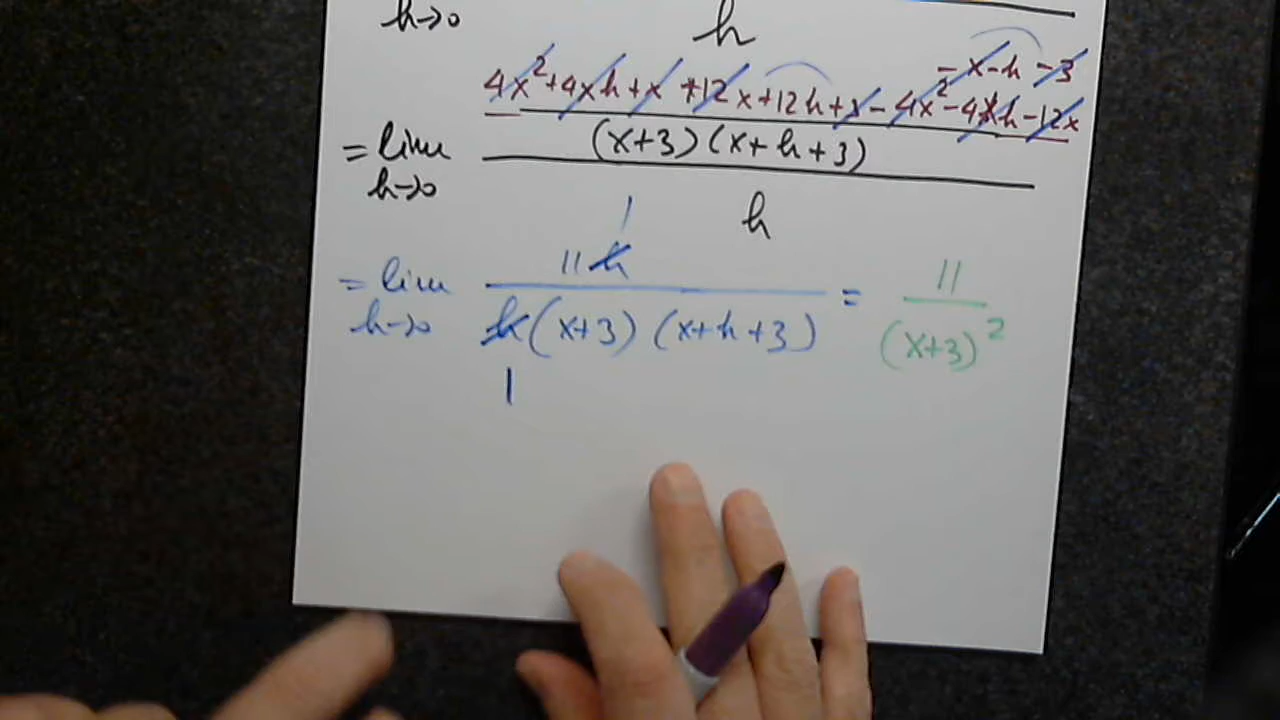 h→0 h
-x-h-3
4x²+4xh+x+12x+12h+3-4x²-4xh-12x
= lim (x+3)(x+h+3)
h→0 h
1
= lim 11h = 11
h→0 h(x+3)(x+h+3) (x+3)²
1